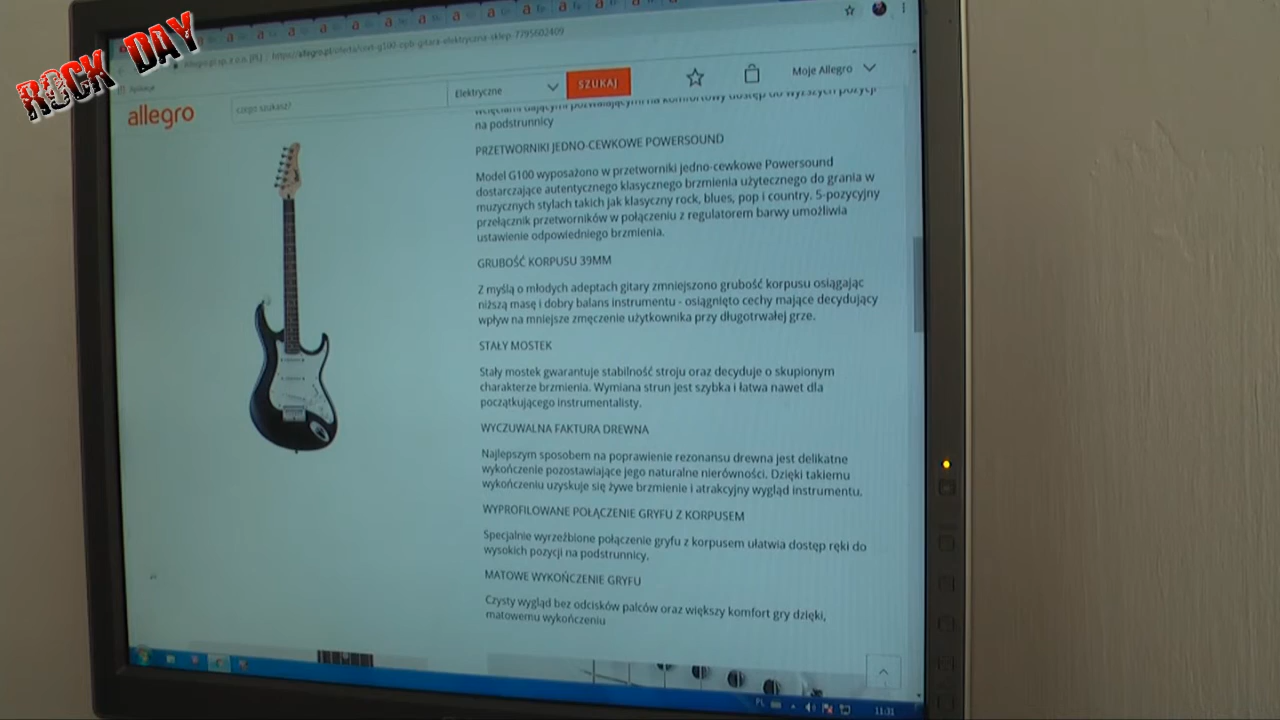 ROCK DAY
Moje Allegro
allegro
czego szukasz?
Elektryczne
SZUKAJ
na podstrunnicy
PRZETWORNIKI JEDNO-CEWKOWE POWERSOUND
Model G100 wyposażono w przetworniki jedno-cewkowe Powersound
dostarczające autentycznego klasycznego brzmienia użytecznego do grania w
muzycznych stylach takich jak klasyczny rock, blues, pop i country. 5-pozycyjny
przełącznik przetworników w połączeniu z regulatorem barwy umożliwia
ustawienie odpowiedniego brzmienia.
GRUBOŚĆ KORPUSU 39MM
Z myślą o młodych adeptach gitary zmniejszono grubość korpusu osiągając
niższą masę i dobry balans instrumentu - osiągnięto cechy mające decydujący
wpływ na mniejsze zmęczenie użytkownika przy długotrwałej grze.
STAŁY MOSTEK
Stały mostek gwarantuje stabilność stroju oraz decyduje o skupionym
charakterze brzmienia. Wymiana strun jest szybka i łatwa nawet dla
początkującego instrumentalisty.
WYCZUWALNA FAKTURA DREWNA
Najlepszym sposobem na poprawienie rezonansu drewna jest delikatne
wykończenie pozostawiające jego naturalne nierówności. Dzięki takiemu
wykończeniu uzyskuje się żywe brzmienie i atrakcyjny wygląd instrumentu.
WYPROFILOWANE POŁĄCZENIE GRYFU Z KORPUSEM
Specjalnie wyrzeźbione połączenie gryfu z korpusem ułatwia dostęp ręki do
wysokich pozycji na podstrunnicy.
MATOWE WYKOŃCZENIE GRYFU
Czysty wygląd bez odcisków palców oraz większy komfort gry dzięki,
matowemu wykończeniu
PL
11:31